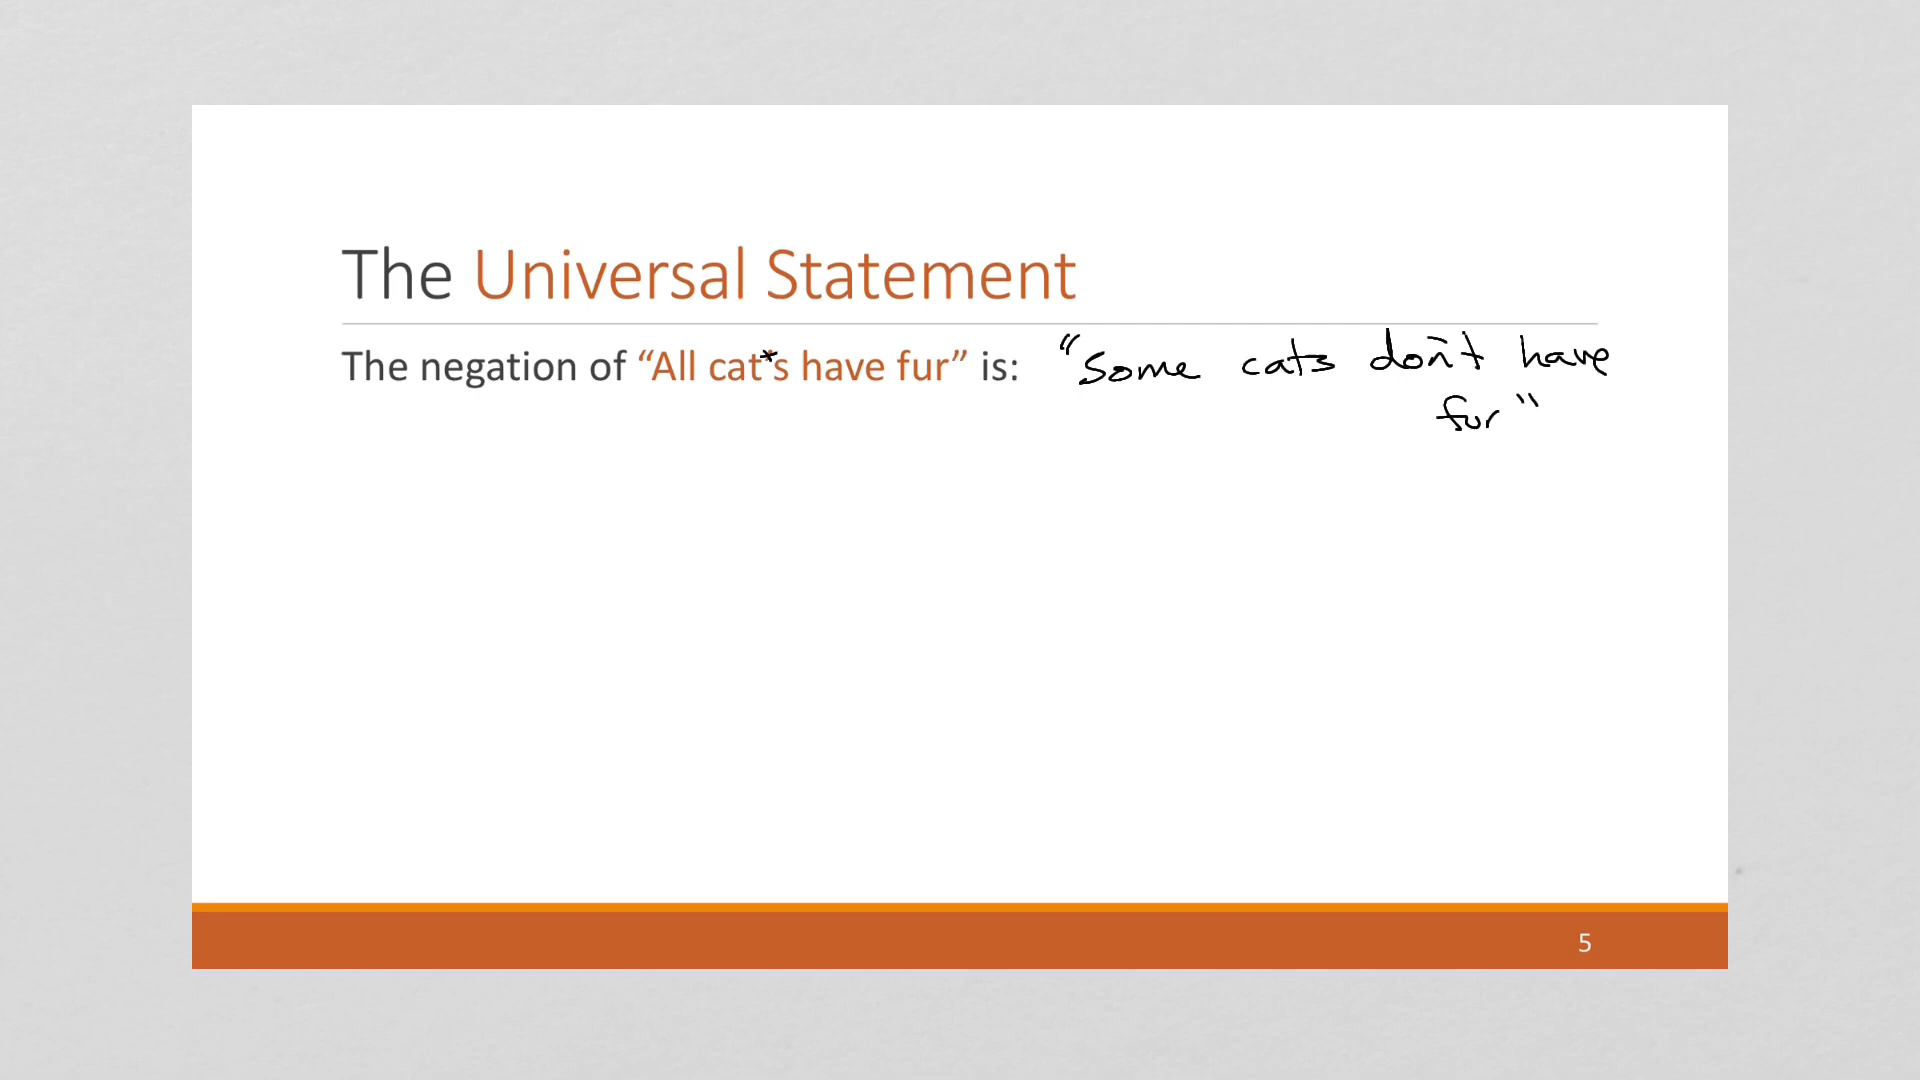 The Universal Statement
The negation of “All cat's have fur” is: “Some cats don't have
fur”
5